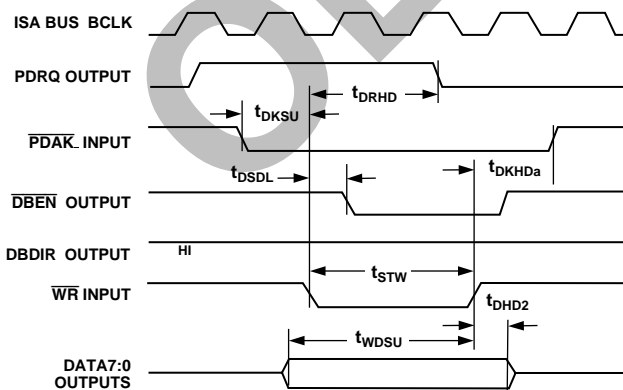 ISA BUS BCLK
PDRQ OUTPUT
tDRHD
tDKSU
PDAK INPUT
tDSDL
tDKHDa
DBEN OUTPUT
DBDIR OUTPUT
HI
tSTW
WR INPUT
tDHD2
tWDSU
DATA7:0
OUTPUTS